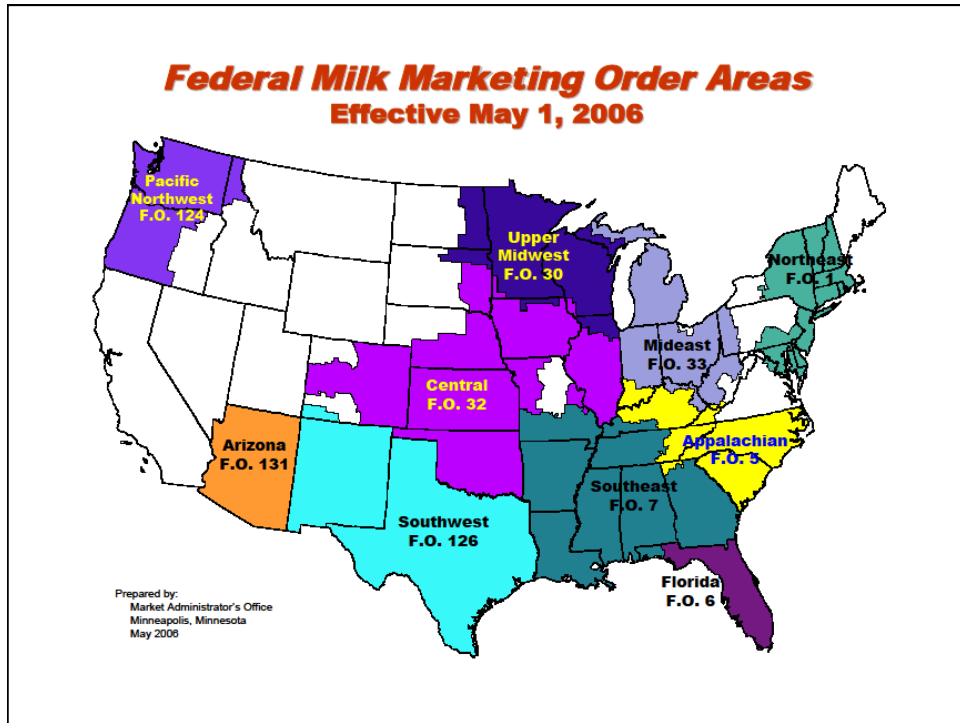 Federal Milk Marketing Order Areas
Effective May 1, 2006
Pacific
Northwest
F.O. 124
Upper
Midwest
F.O. 30
Northeast
F.O. 1
Mideast
F.O. 33
Central
F.O. 32
Appalachian
F.O. 5
Arizona
F.O. 131
Southeast
F.O. 7
Southwest
F.O. 126
Florida
F.O. 6
Prepared by:
Market Administrator's Office
Minneapolis, Minnesota
May 2006